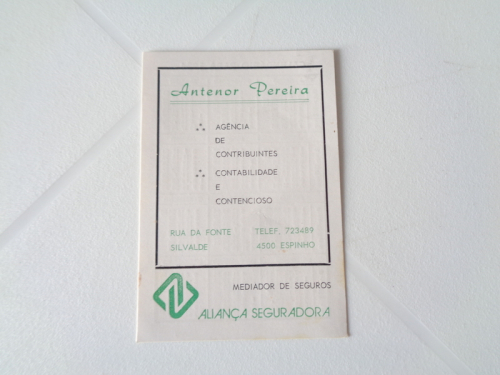 Antenor Pereira
AGÊNCIA
DE
CONTRIBUINTES
CONTABILIDADE
E
CONTENCIOSO
RUA DA FONTE TELEF. 723489
SILVALDE 4500 ESPINHO
MEDIADOR DE SEGUROS
ALIANÇA SEGURADORA